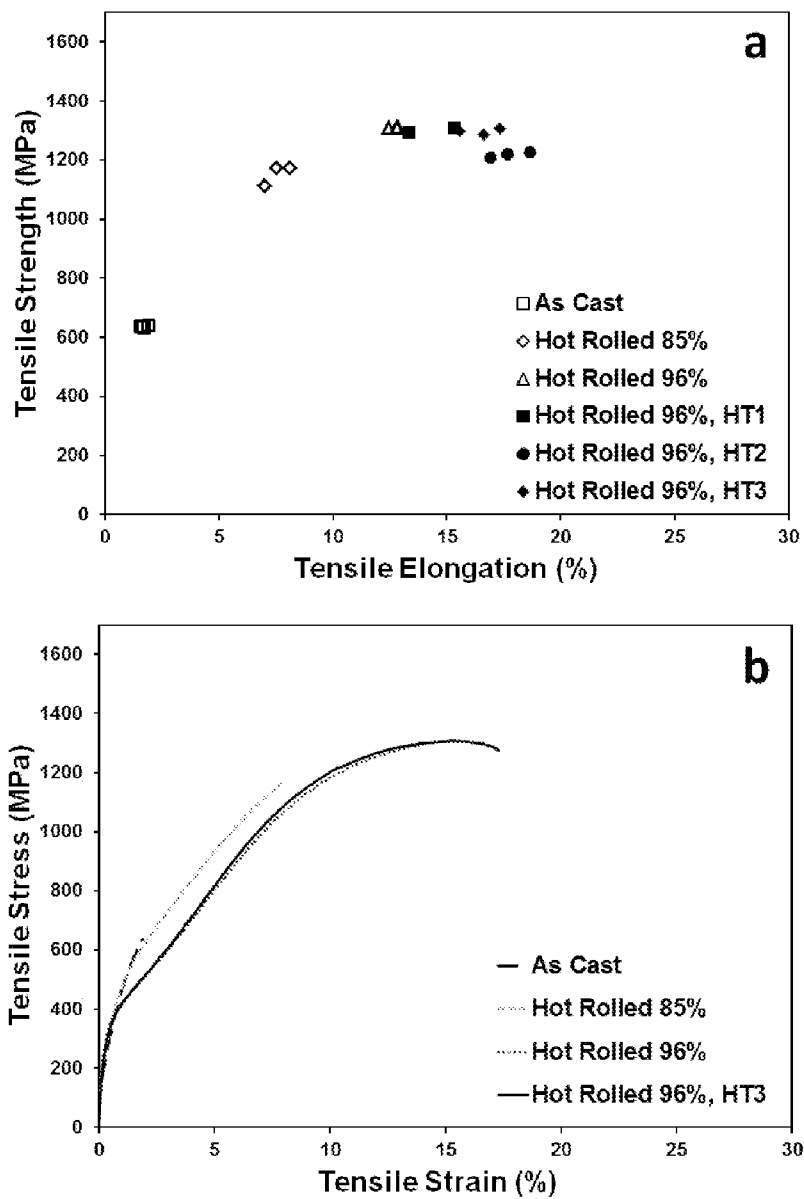 a
1600
1400
1200
1000
800
600
400
200
0
Tensile Strength (MPa)
As Cast
Hot Rolled 85%
Hot Rolled 96%
Hot Rolled 96%, HT1
Hot Rolled 96%, HT2
Hot Rolled 96%, HT3
0 5 10 15 20 25 30
Tensile Elongation (%)
b
1600
1400
1200
1000
800
600
400
200
0
Tensile Stress (MPa)
As Cast
Hot Rolled 85%
Hot Rolled 96%
Hot Rolled 96%, HT3
0 5 10 15 20 25 30
Tensile Strain (%)